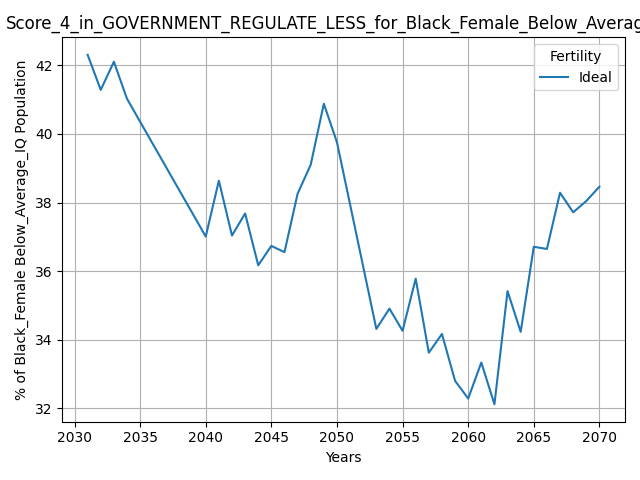 Score_4_in_GOVERNMENT_REGULATE_LESS_for_Black_Female_Below_Averag
Fertility
Ideal
% of Black_Female Below_Average_IQ Population
42
40
38
36
34
32
2030 2035 2040 2045 2050 2055 2060 2065 2070
Years